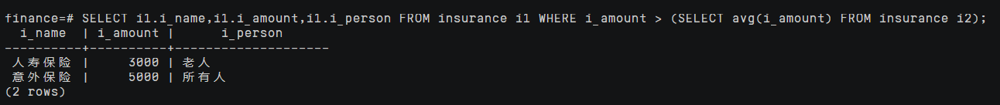 finance=# SELECT i1.i_name,i1.i_amount,i1.i_person FROM insurance i1 WHERE i_amount > (SELECT avg(i_amount) FROM insurance i2);
  i_name  | i_amount |      i_person
----------+----------+--------------------
 人寿保险 |     3000 | 老人
 意外保险 |     5000 | 所有人
(2 rows)